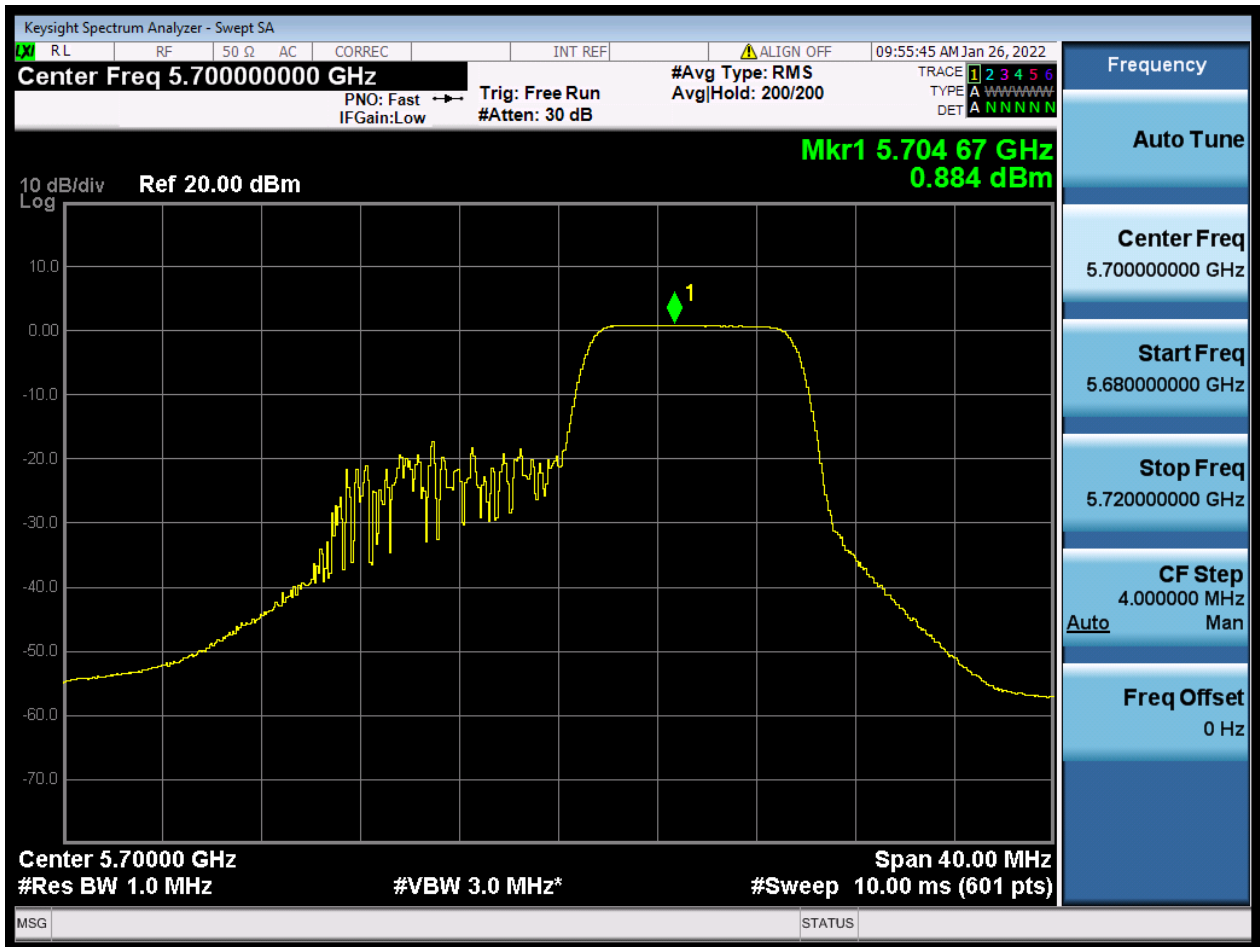 Keysight Spectrum Analyzer - Swept SA
LXI RL RF 50 Ω AC CORREC INT REF ALIGN OFF 09:55:45 AM Jan 26, 2022
Center Freq 5.700000000 GHz
PNO: Fast
IFGain:Low
Trig: Free Run
#Atten: 30 dB
#Avg Type: RMS
Avg|Hold: 200/200
TRACE 1 2 3 4 5 6
TYPE A WWWWW
DET A N N N N N
Mkr1 5.704 67 GHz
0.884 dBm
10 dB/div Ref 20.00 dBm
Log
1
10.0
0.00
-10.0
-20.0
-30.0
-40.0
-50.0
-60.0
-70.0
Center 5.70000 GHz Span 40.00 MHz
#Res BW 1.0 MHz #VBW 3.0 MHz* #Sweep 10.00 ms (601 pts)
MSG STATUS
Frequency
Auto Tune
Center Freq
5.700000000 GHz
Start Freq
5.680000000 GHz
Stop Freq
5.720000000 GHz
CF Step
4.000000 MHz
Auto Man
Freq Offset
0 Hz